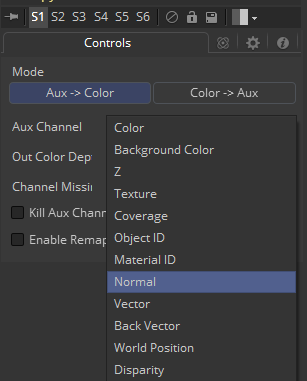 S1 S2 S3 S4 S5 S6
Controls
Mode
Aux -> Color Color -> Aux
Aux Channel
Color
Background Color
Out Color Dept
Z
Texture
Channel Missin
Coverage
Kill Aux Chann
Object ID
Enable Remap
Material ID
Normal
Vector
Back Vector
World Position
Disparity